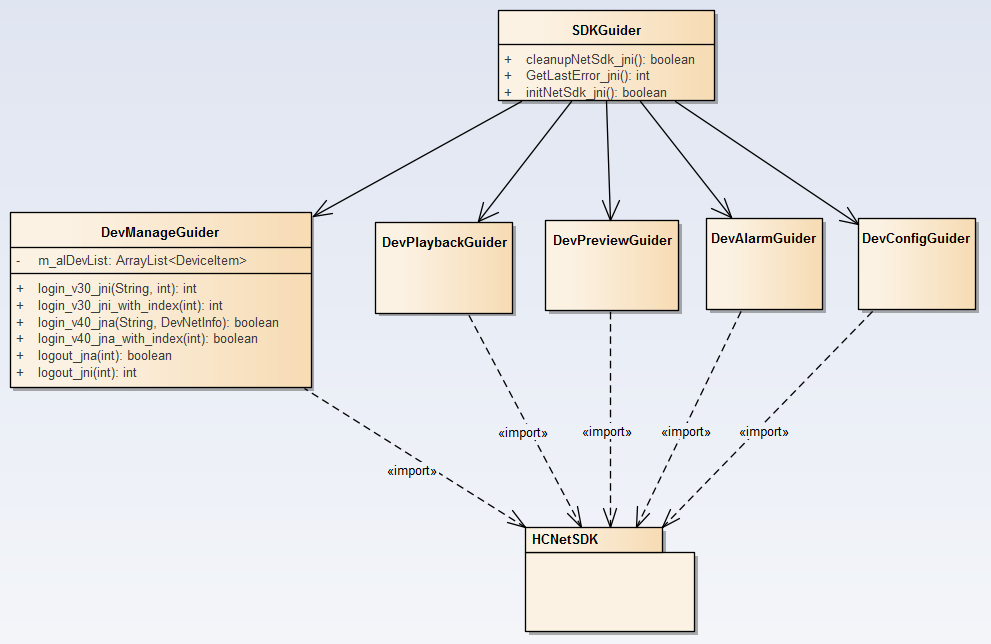 SDKGuider
+ cleanupNetSdk_jni(): boolean
+ GetLastError_jni(): int
+ initNetSdk_jni(): boolean
DevManageGuider
- m_alDevList: ArrayList<DeviceItem>
+ login_v30_jni(String, int): int
+ login_v30_jni_with_index(int): int
+ login_v40_jna(String, DevNetInfo): boolean
+ login_v40_jna_with_index(int): boolean
+ logout_jna(int): boolean
+ logout_jni(int): int
DevPlaybackGuider
DevPreviewGuider
DevAlarmGuider
DevConfigGuider
«import»
«import»
«import»
«import»
«import»
HCNetSDK